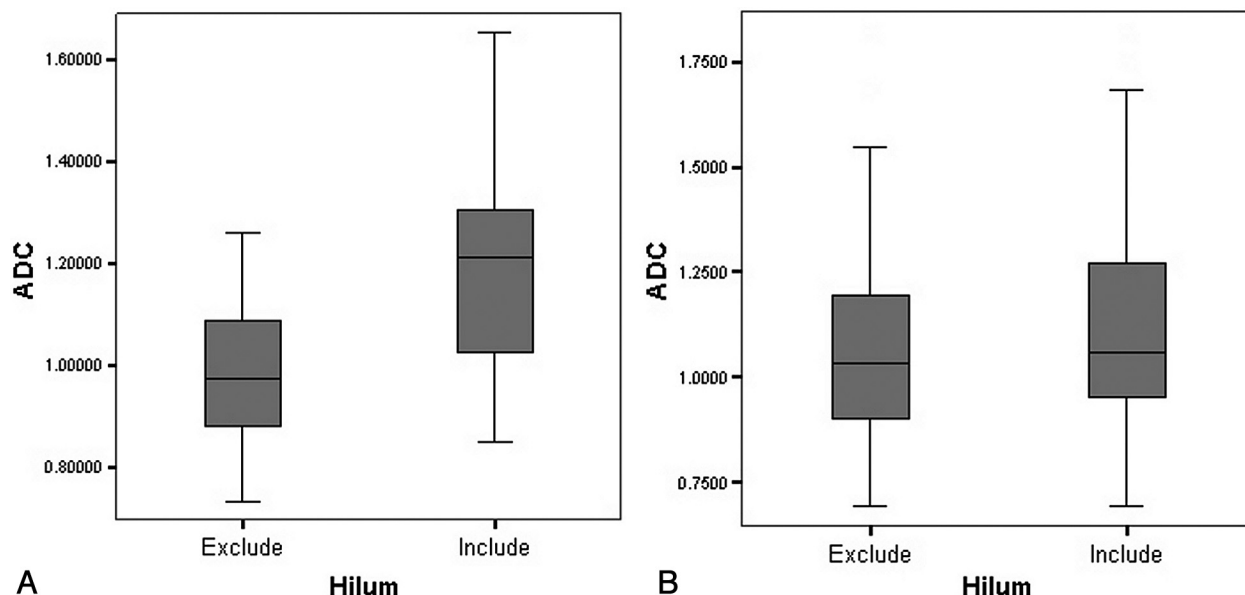 1.60000
1.40000
1.20000
1.00000
0.80000
ADC
Exclude
Include
Hilum
A
1.7500
1.5000
1.2500
1.0000
0.7500
ADC
Exclude
Include
Hilum
B